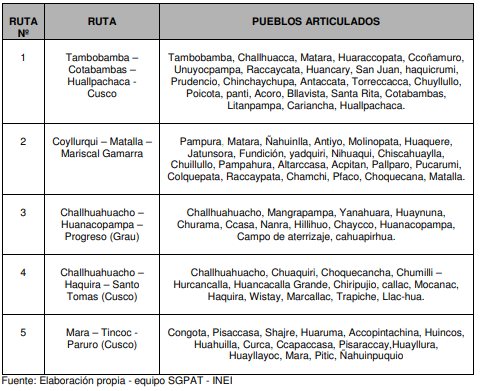 RUTA
Nº
RUTA
PUEBLOS ARTICULADOS
1
Tambobamba –
Cotabambas –
Huallpachaca -
Cusco
Tambobamba, Challhuacca, Matara, Huaraccopata, Ccoñamuro,
Unuyocpampa, Raccaycata, Huancary, San Juan, haquicrumi,
Prudencio, Chinchaychupa, Antaccata, Torreccacca, Chuyllullo,
Poicota, panti, Acoro, Bllavista, Santa Rita, Cotabambas,
Litanpampa, Cariancha, Huallpachaca.
2
Coyllurqui – Matalla –
Mariscal Gamarra
Pampura. Matara, Ñahuinlla, Antiyo, Molinopata, Huaquere,
Jatunsora, Fundición, yadquiri, Nihuaqui, Chiscahuaylla,
Chuillullo, Pampahura, Altarccasa, Acpitan, Pallparo, Pucarumi,
Colquepata, Raccaypata, Chamchi, Pfaco, Choquecana, Matalla.
3
Challhuahuacho –
Huanacopampa –
Progreso (Grau)
Challhuahuacho, Mangrapampa, Yanahuara, Huaynuna,
Churama, Ccasa, Nanra, Hillihuo, Chaycco, Huanacopampa,
Campo de aterrizaje, cahuapirhua.
4
Challhuahuacho –
Haquira – Santo
Tomas (Cusco)
Challhuahuacho, Chuaquiri, Choquecancha, Chumilli –
Hurcancalla, Huancacalla Grande, Chiripujio, callac, Mocanac,
Haquira, Wistay, Marcallac, Trapiche, Llac-hua.
5
Mara – Tincoc -
Paruro (Cusco)
Congota, Pisaccasa, Shajre, Huaruma, Accopintachina, Huincos,
Huahuilla, Curca, Ccapaccasa, Pisaraccay,Huayllura,
Huayllayoc, Mara, Pitic, Ñahuinpuquio
Fuente: Elaboración propia - equipo SGPAT - INEI